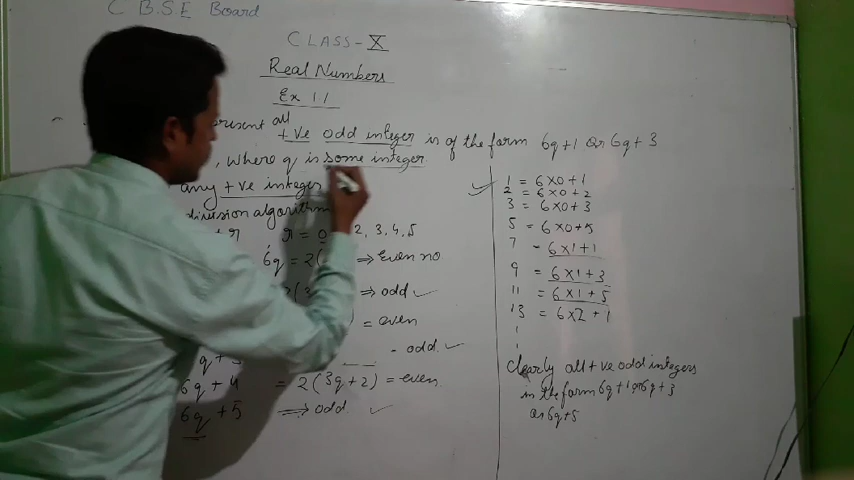 C B.S.E Board
CLASS-X
Real Numbers
Ex 1.1
present all
+ve odd integer is of the form 6q+1 Or 6q+3
, where q is some integer.
any +ve integer
division algorithm
r = 0 2, 3, 4, 5
6q = 2( ⇒ Even no
⇒ odd ✓
= even
- odd. ✓
q +
6q + 4 = 2(3q+2) = even
6q + 5 ⟹ odd ✓
✓ 1 = 6×0+1
2 = 6×0+2
3 = 6×0+3
5 = 6×0+5
7 = 6×1+1
9 = 6×1+3
11 = 6×1+5
13 = 6×2+1
Clearly all +ve odd integers
in the form 6q+1 or 6q+3
Or 6q+5